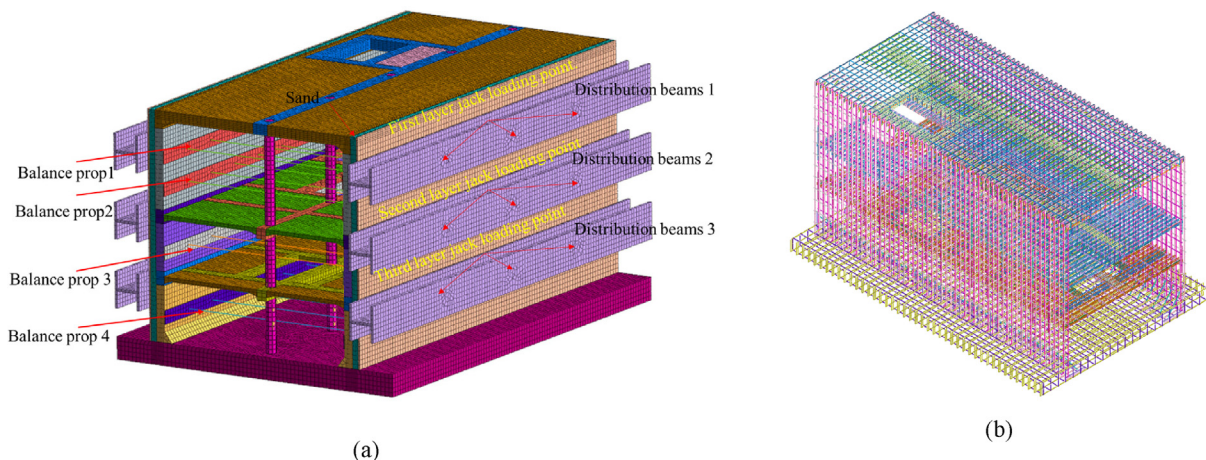 Sand
First layer jack loading point
Distribution beams 1
Second layer jack loading point
Distribution beams 2
Third layer jack loading point
Distribution beams 3
Balance prop1
Balance prop2
Balance prop 3
Balance prop 4
(a)
(b)